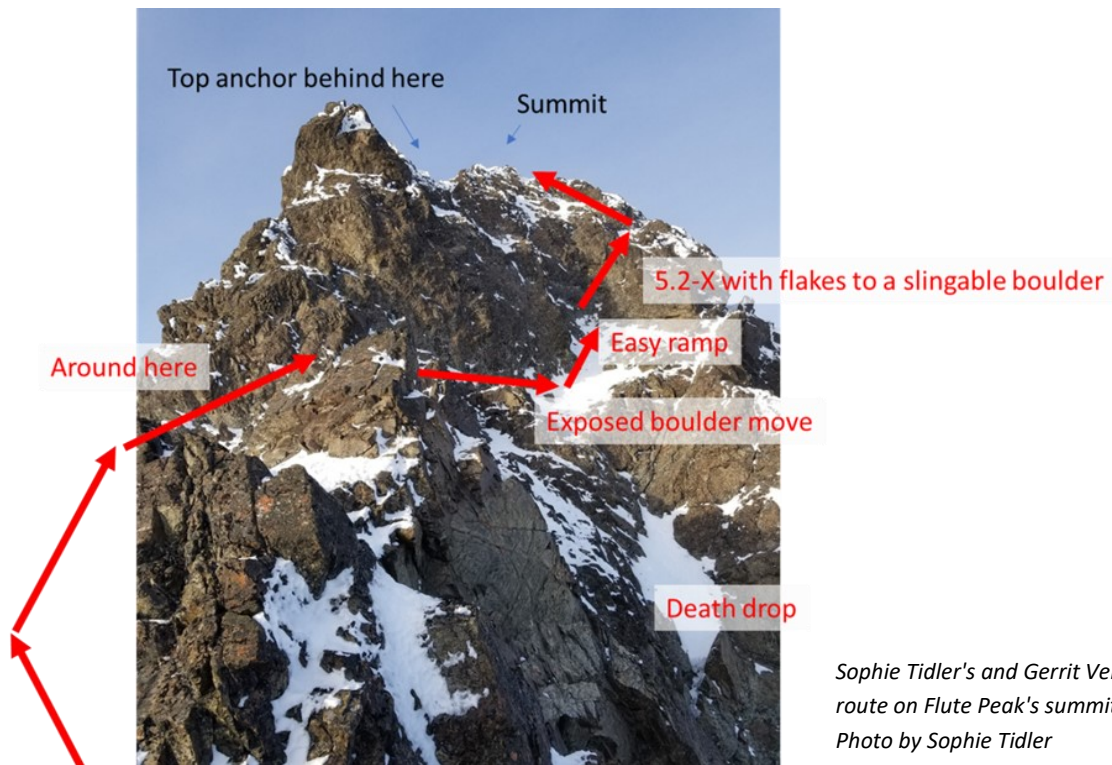 Top anchor behind here
Summit
5.2-X with flakes to a slingable boulder
Easy ramp
Around here
Exposed boulder move
Death drop
Sophie Tidler's and Gerrit
route on Flute Peak's summit
Photo by Sophie Tidler